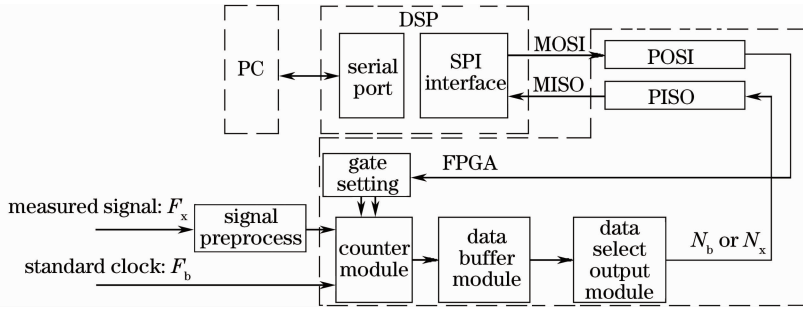 DSP
PC
serial
port
SPI
interface
MOSI
MISO
POSI
PISO
FPGA
gate
setting
measured signal: Fx
signal
preprocess
standard clock: Fb
counter
module
data
buffer
module
data
select
output
module
Nb or Nx